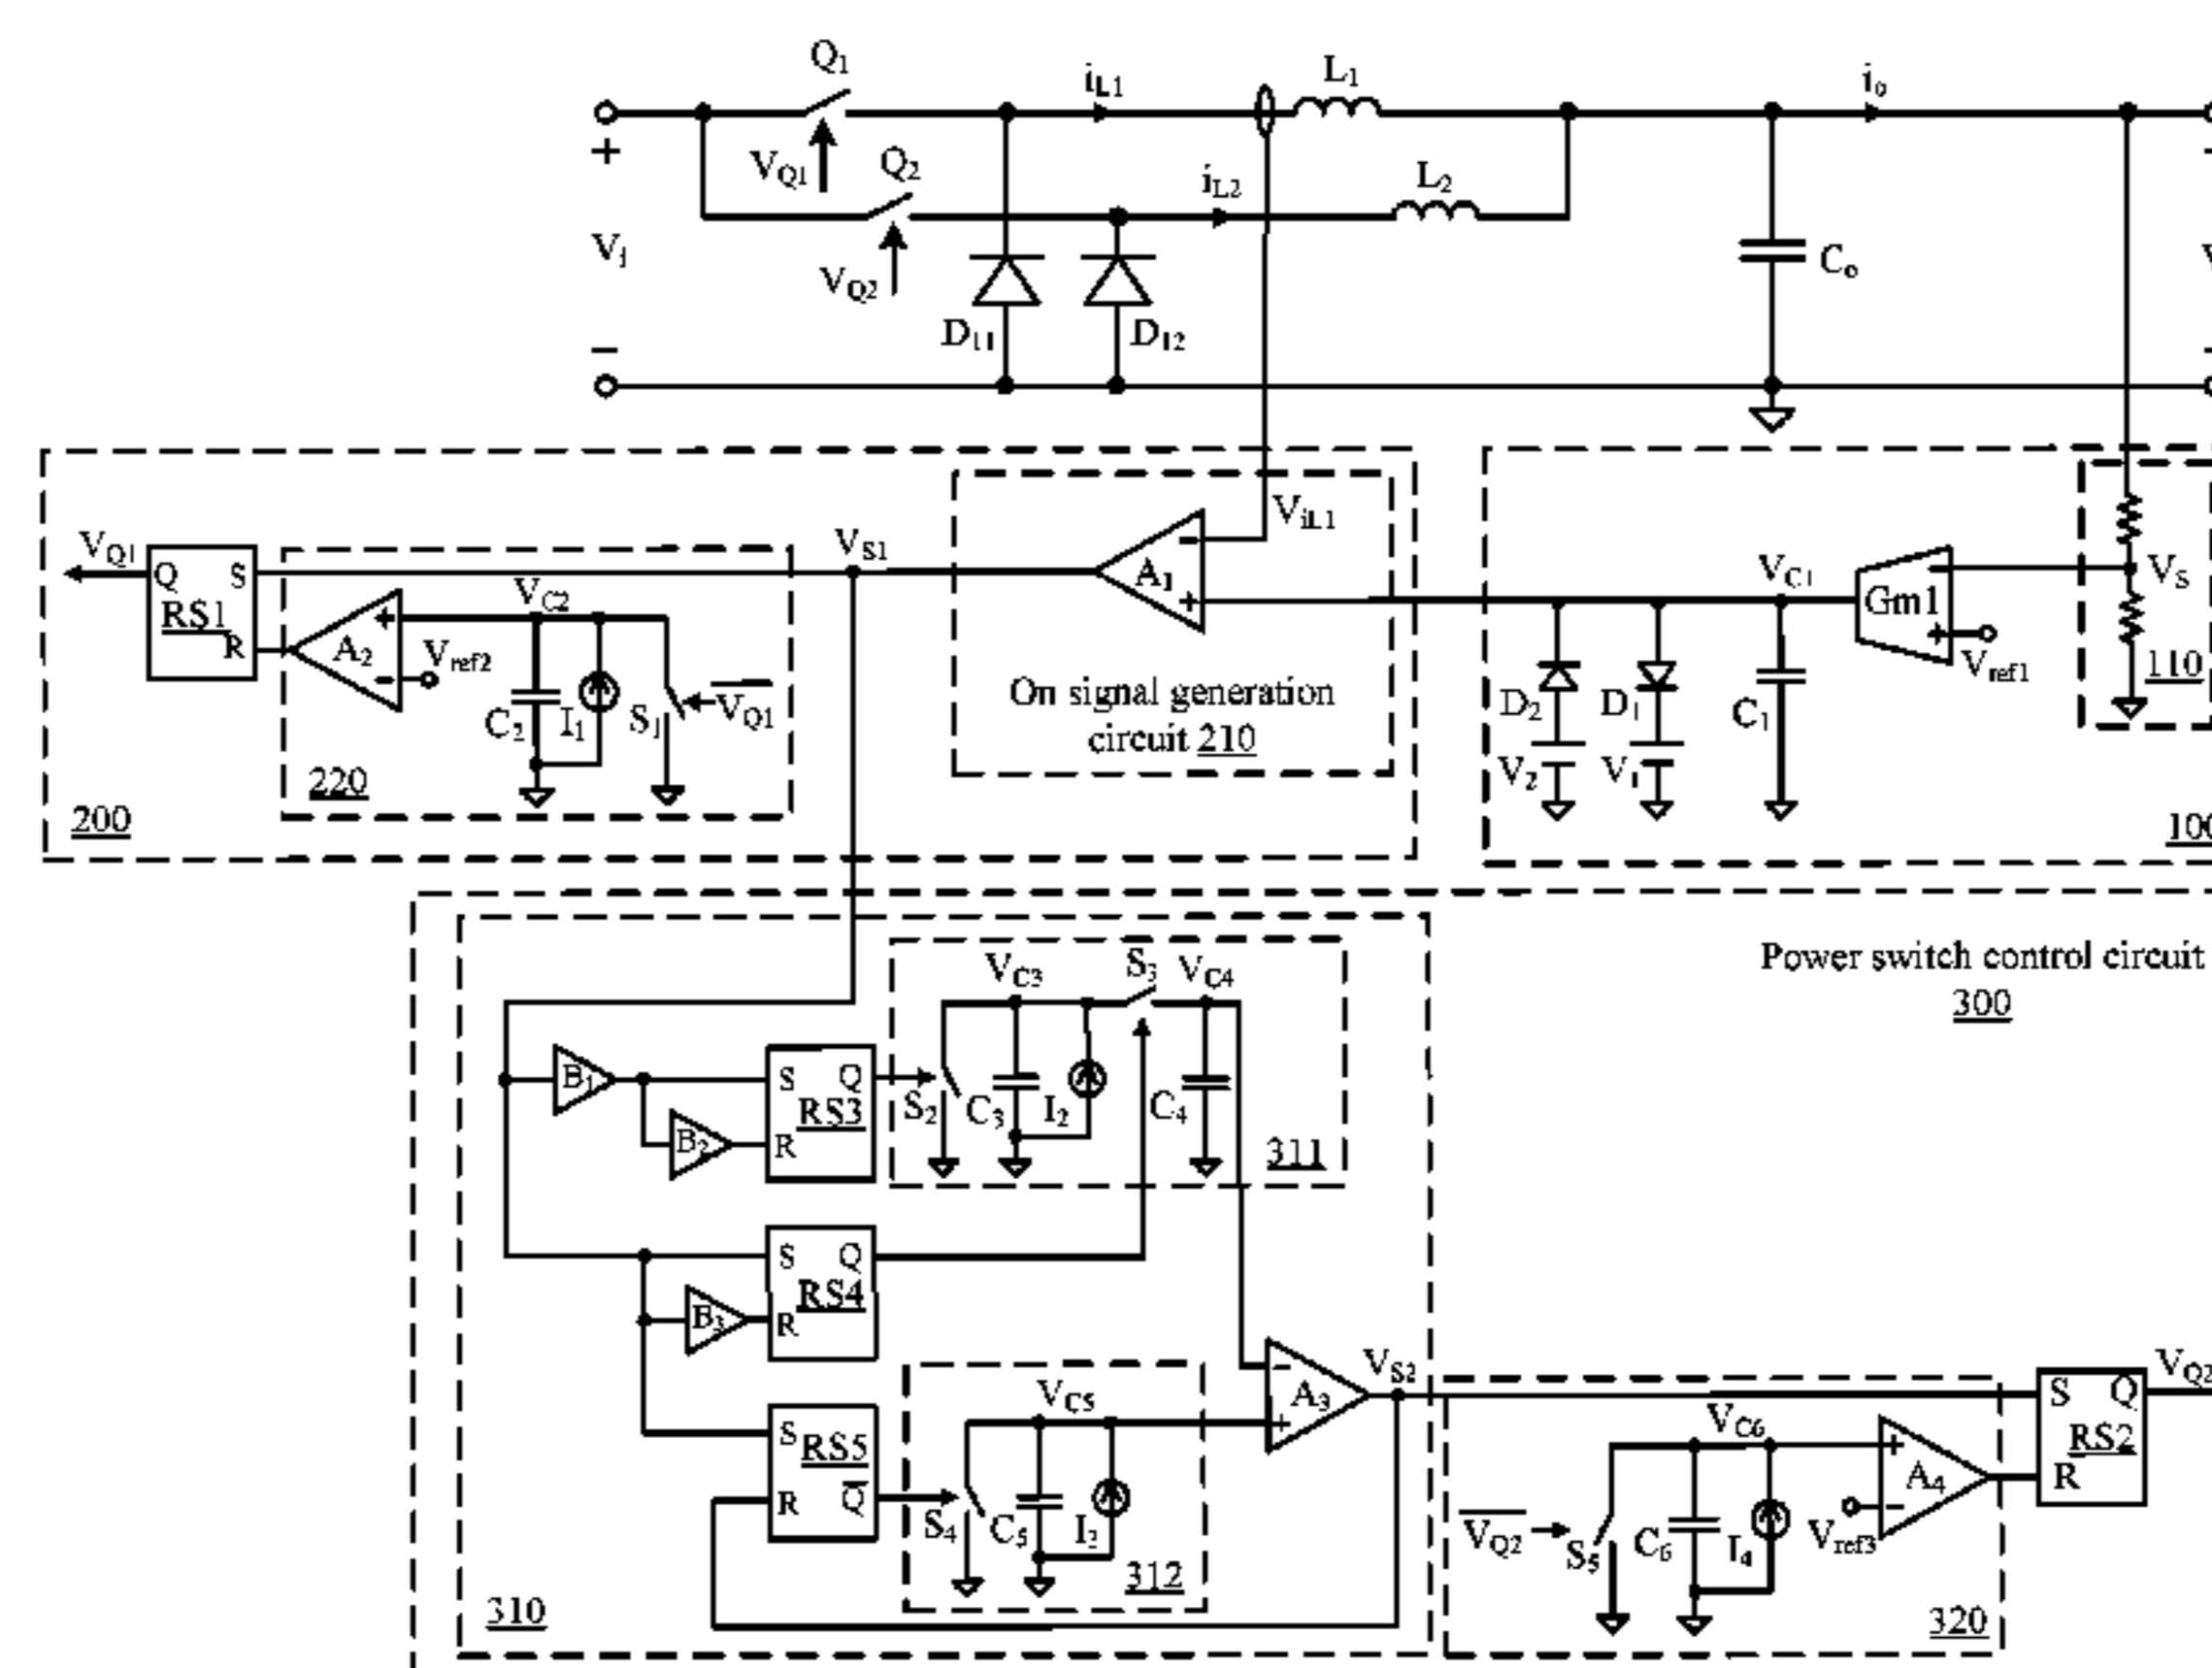 Q1
iL1
L1
io
+
VQ1
Q2
iL2
L2
Vi
VQ2
Co
D11
D12
−
ViL1
VQ1
Q
S
VS1
A1
−
+
VC1
Gm1
−
+
VS
RS1
R
VC2
A2
+
−
Vref2
Vref1
110
C2
I1
S1
VQ1
On signal generation
circuit 210
D2
D1
C1
V2
V1
220
200
Power switch control circuit
300
VC3
S3
VC4
B1
S
Q
RS3
S2
C3
I2
C4
B2
R
311
S
Q
RS4
B3
R
VC5
−
A3
+
VS2
VQ2
S
Q
RS2
R
S
RS5
R
Q
S4
C5
312
VC6
+
A4
−
VQ2
S5
C6
I4
Vref3
310
320